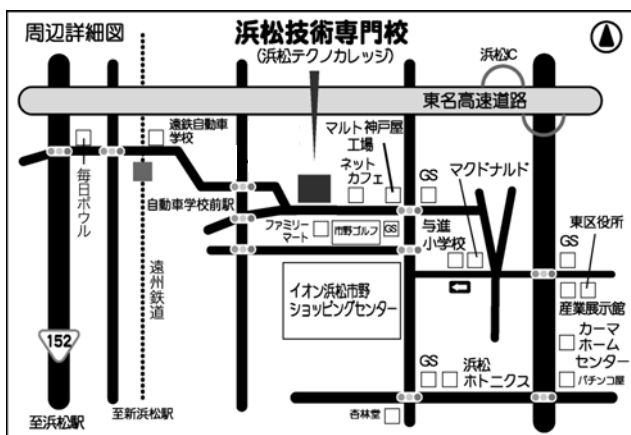 周辺詳細図
浜松技術専門校
(浜松テクノカレッジ)
浜松IC
東名高速道路
遠鉄自動車
学校
マルト神戸屋
工場
ネット
カフェ
GS
マクドナルド
毎日ボウル
自動車学校前駅
ファミリー
マート
市野ゴルフ
GS
与進
小学校
東区役所
GS
遠州鉄道
イオン浜松市野
ショッピングセンター
産業展示館
カーマ
ホーム
センター
152
GS
浜松
ホトニクス
パチンコ屋
至浜松駅
至新浜松駅
杏林堂